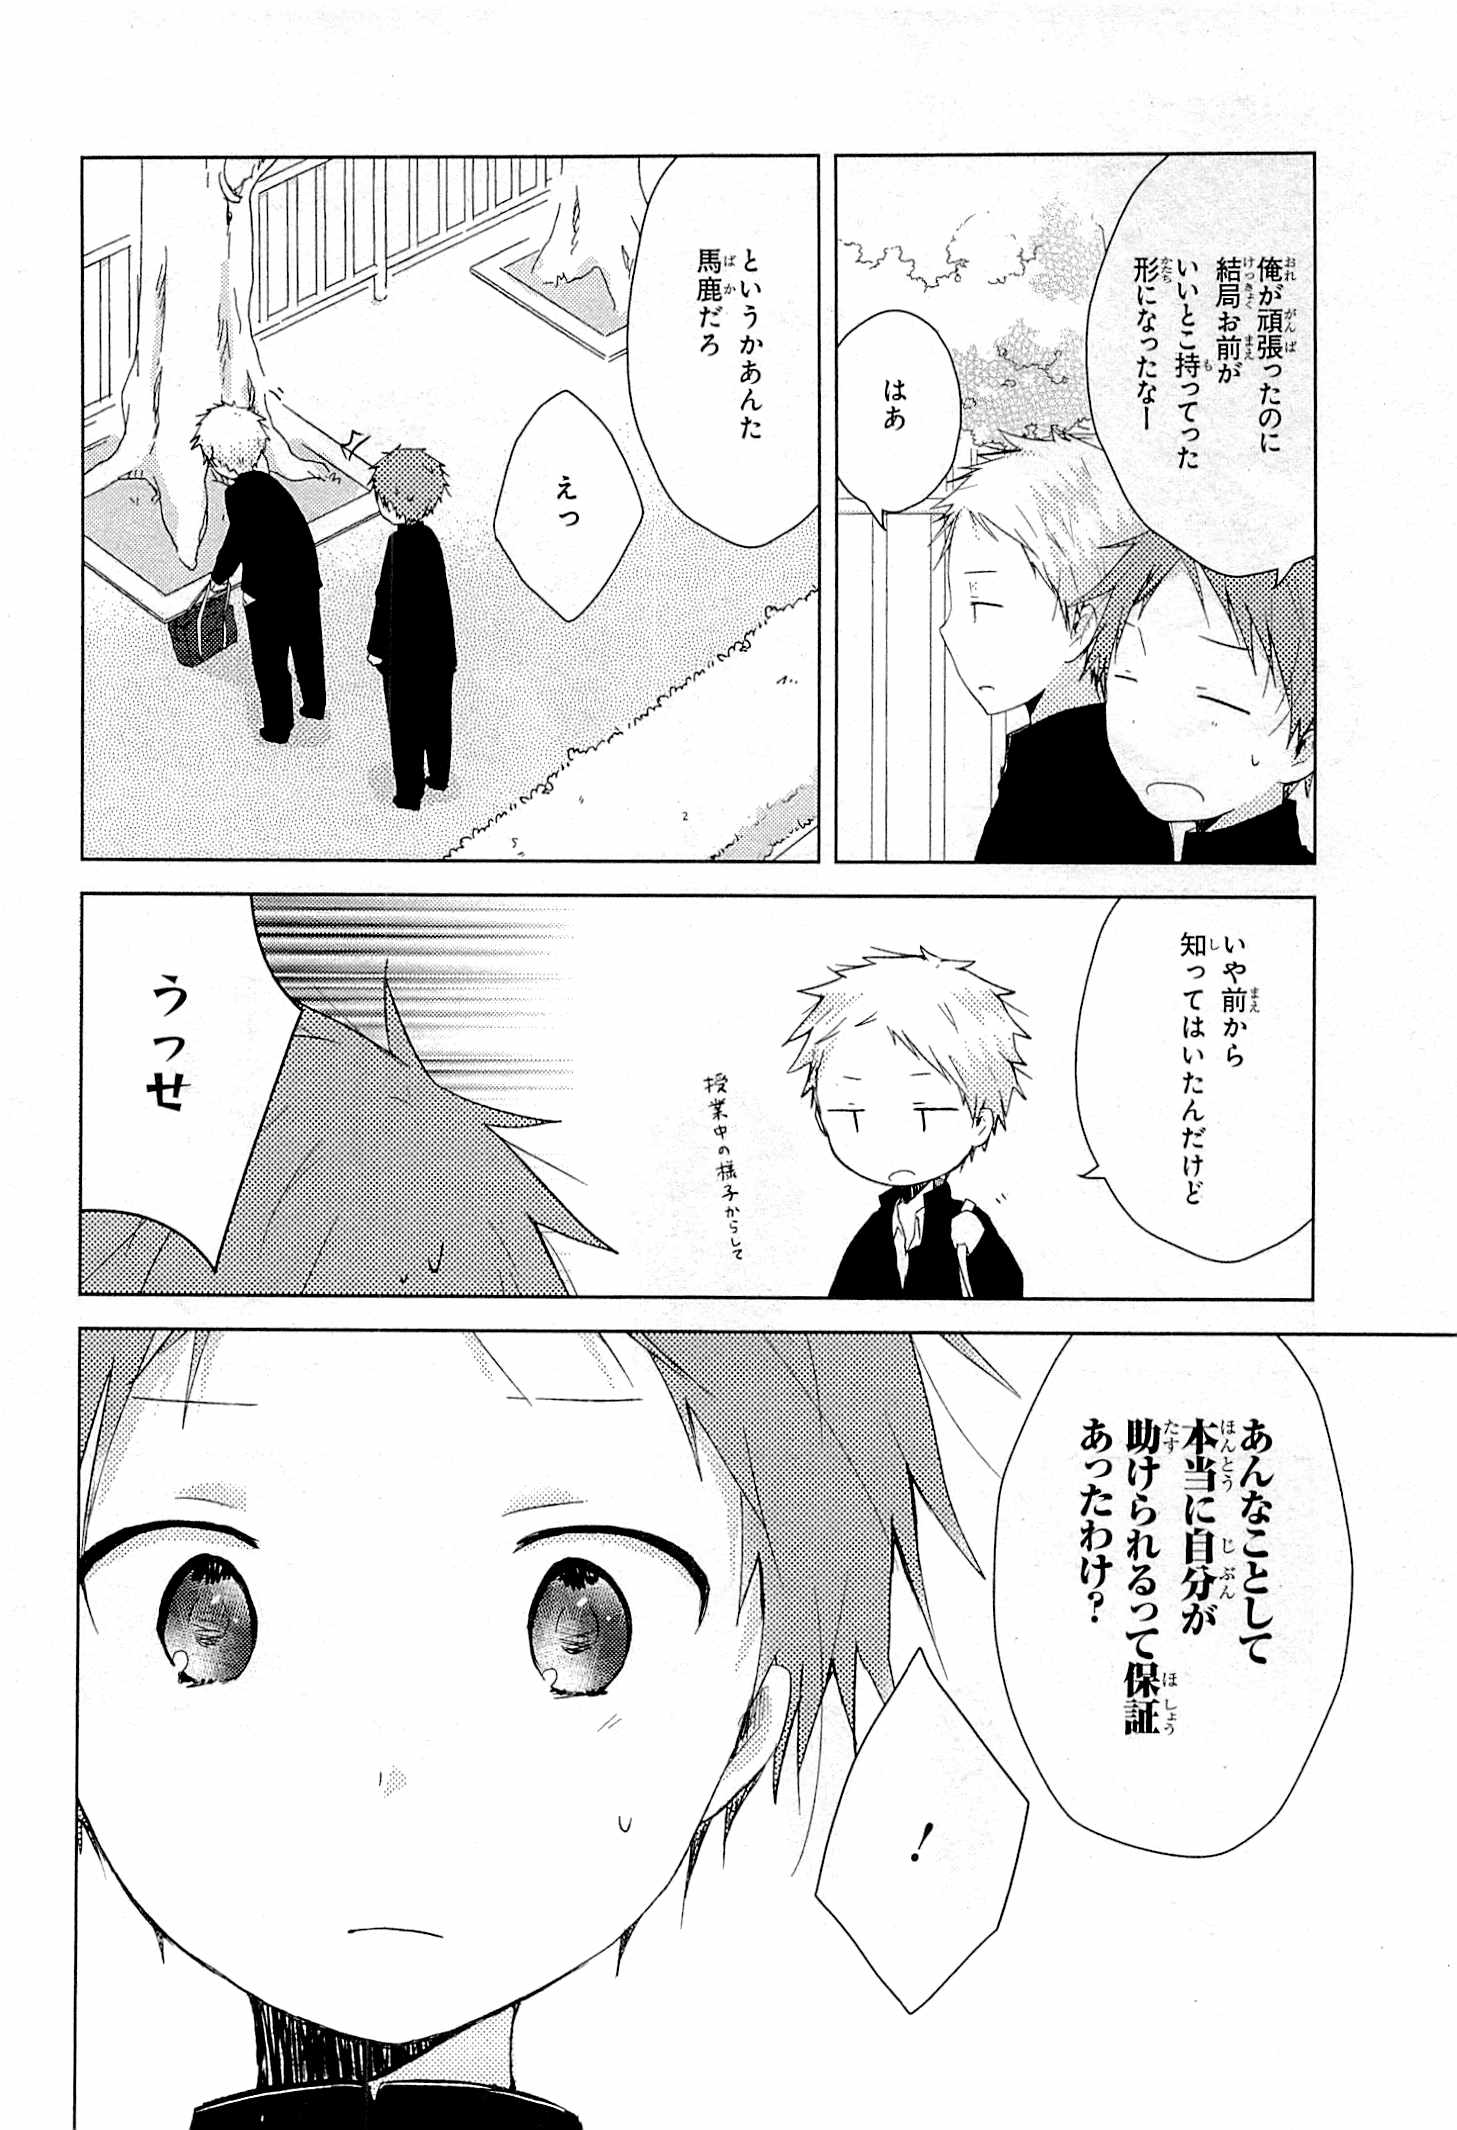 俺が頑張ったのに
結局お前が
いいとこ持ってった
形になったなー
はあ
というかあんた
馬鹿だろ
えっ
いや前から
知ってはいたんだけど
授業中の様子からして
うっせ
あんなことして
本当に自分が
助けられるって保証
あったわけ?
!